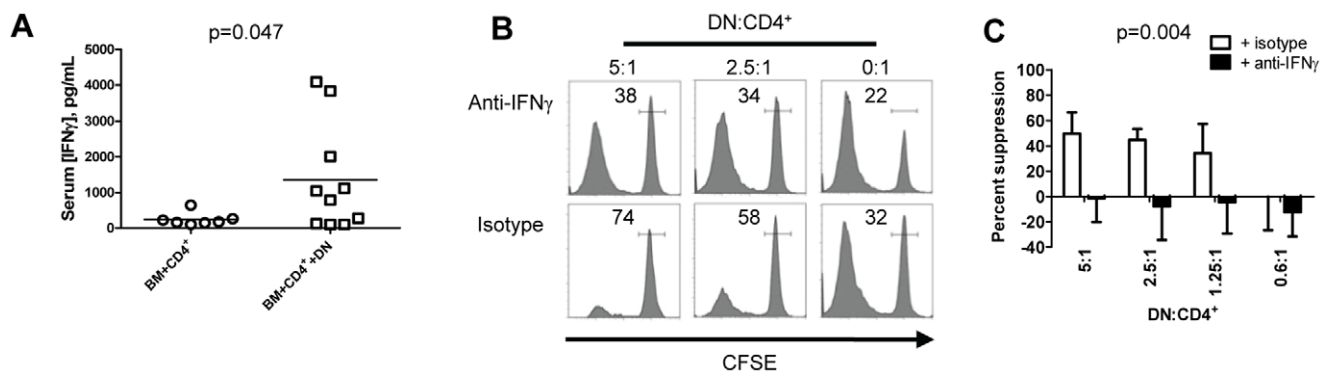 A
p=0.047
Serum [IFNγ], pg/mL
5000
4000
3000
2000
1000
0
BM+CD4⁺
BM+CD4⁺+DN
B
DN:CD4⁺
5:1 2.5:1 0:1
Anti-IFNγ
38 34 22
Isotype
74 58 32
CFSE
C
p=0.004
+ isotype
+ anti-IFNγ
Percent suppression
100
80
60
40
20
0
-20
-40
5:1
2.5:1
1.25:1
0.6:1
DN:CD4⁺